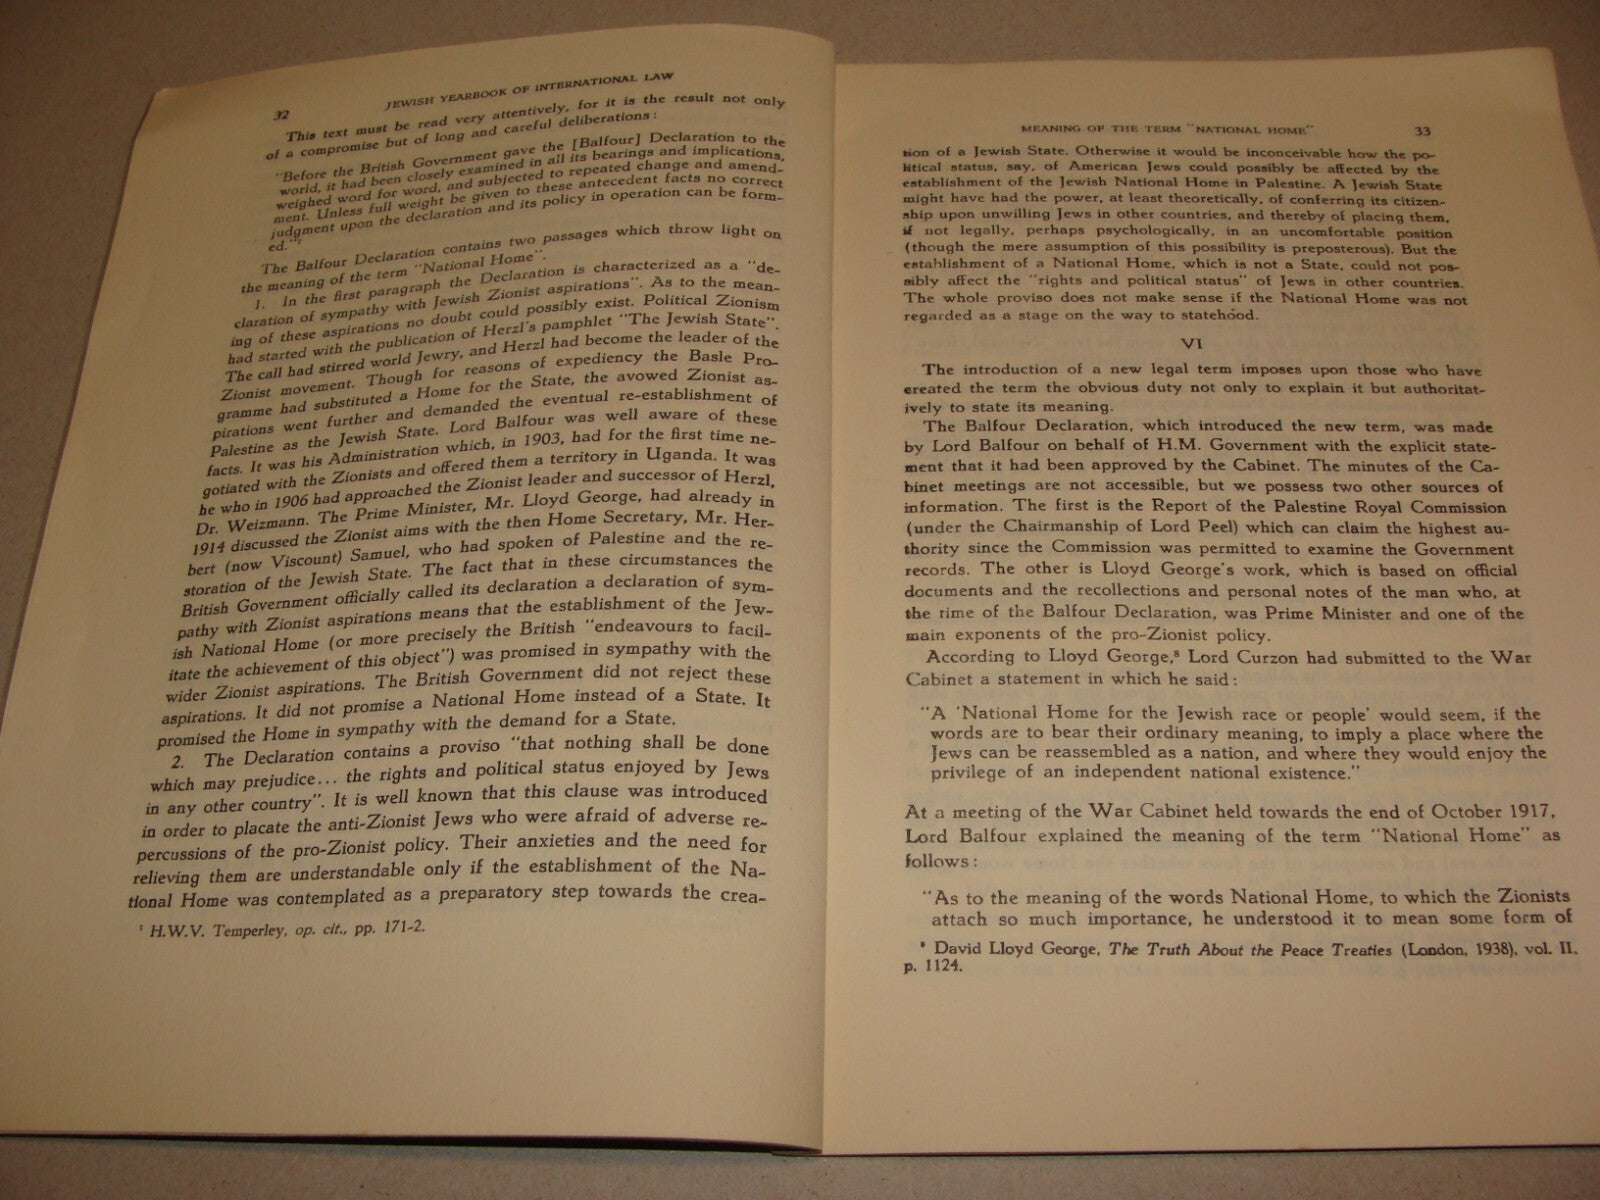 32
JEWISH YEARBOOK OF INTERNATIONAL LAW
This text must be read very attentively, for it is the result not only
of a compromise but of long and careful deliberations:
"Before the British Government gave the [Balfour] Declaration to the
world, it had been closely examined in all its bearings and implications,
weighed word for word, and subjected to repeated change and amend-
ment. Unless full weight be given to these antecedent facts no correct
judgment upon the declaration and its policy in operation can be form-
ed."⁷
The Balfour Declaration contains two passages which throw light on
the meaning of the term "National Home".
1. In the first paragraph the Declaration is characterized as a "de-
claration of sympathy with Jewish Zionist aspirations". As to the mean-
ing of these aspirations no doubt could possibly exist. Political Zionism
had started with the publication of Herzl's pamphlet "The Jewish State".
The call had stirred world Jewry, and Herzl had become the leader of the
Zionist movement. Though for reasons of expediency the Basle Pro-
gramme had substituted a Home for the State, the avowed Zionist as-
pirations went further and demanded the eventual re-establishment of
Palestine as the Jewish State. Lord Balfour was well aware of these
facts. It was his Administration which, in 1903, had for the first time ne-
gotiated with the Zionists and offered them a territory in Uganda. It was
he who in 1906 had approached the Zionist leader and successor of Herzl,
Dr. Weizmann. The Prime Minister, Mr. Lloyd George, had already in
1914 discussed the Zionist aims with the then Home Secretary, Mr. Her-
bert (now Viscount) Samuel, who had spoken of Palestine and the re-
storation of the Jewish State. The fact that in these circumstances the
British Government officially called its declaration a declaration of sym-
pathy with Zionist aspirations means that the establishment of the Jew-
ish National Home (or more precisely the British "endeavours to facil-
itate the achievement of this object") was promised in sympathy with the
wider Zionist aspirations. The British Government did not reject these
aspirations. It did not promise a National Home instead of a State. It
promised the Home in sympathy with the demand for a State.
2. The Declaration contains a proviso "that nothing shall be done
which may prejudice... the rights and political status enjoyed by Jews
in any other country". It is well known that this clause was introduced
in order to placate the anti-Zionist Jews who were afraid of adverse re-
percussions of the pro-Zionist policy. Their anxieties and the need for
relieving them are understandable only if the establishment of the Na-
tional Home was contemplated as a preparatory step towards the crea-
⁷ H.W.V. Temperley, op. cit., pp. 171-2.
MEANING OF THE TERM "NATIONAL HOME"
33
tion of a Jewish State. Otherwise it would be inconceivable how the po-
litical status, say, of American Jews could possibly be affected by the
establishment of the Jewish National Home in Palestine. A Jewish State
might have had the power, at least theoretically, of conferring its citizen-
ship upon unwilling Jews in other countries, and thereby of placing them,
if not legally, perhaps psychologically, in an uncomfortable position
(though the mere assumption of this possibility is preposterous). But the
establishment of a National Home, which is not a State, could not pos-
sibly affect the "rights and political status" of Jews in other countries.
The whole proviso does not make sense if the National Home was not
regarded as a stage on the way to statehood.
VI
The introduction of a new legal term imposes upon those who have
created the term the obvious duty not only to explain it but authoritat-
ively to state its meaning.
The Balfour Declaration, which introduced the new term, was made
by Lord Balfour on behalf of H.M. Government with the explicit state-
ment that it had been approved by the Cabinet. The minutes of the Ca-
binet meetings are not accessible, but we possess two other sources of
information. The first is the Report of the Palestine Royal Commission
(under the Chairmanship of Lord Peel) which can claim the highest au-
thority since the Commission was permitted to examine the Government
records. The other is Lloyd George's work, which is based on official
documents and the recollections and personal notes of the man who, at
the time of the Balfour Declaration, was Prime Minister and one of the
main exponents of the pro-Zionist policy.
According to Lloyd George,⁸ Lord Curzon had submitted to the War
Cabinet a statement in which he said:
"A 'National Home for the Jewish race or people' would seem, if the
words are to bear their ordinary meaning, to imply a place where the
Jews can be reassembled as a nation, and where they would enjoy the
privilege of an independent national existence."
At a meeting of the War Cabinet held towards the end of October 1917,
Lord Balfour explained the meaning of the term "National Home" as
follows:
"As to the meaning of the words National Home, to which the Zionists
attach so much importance, he understood it to mean some form of
⁸ David Lloyd George, The Truth About the Peace Treaties (London, 1938), vol. II,
p. 1124.